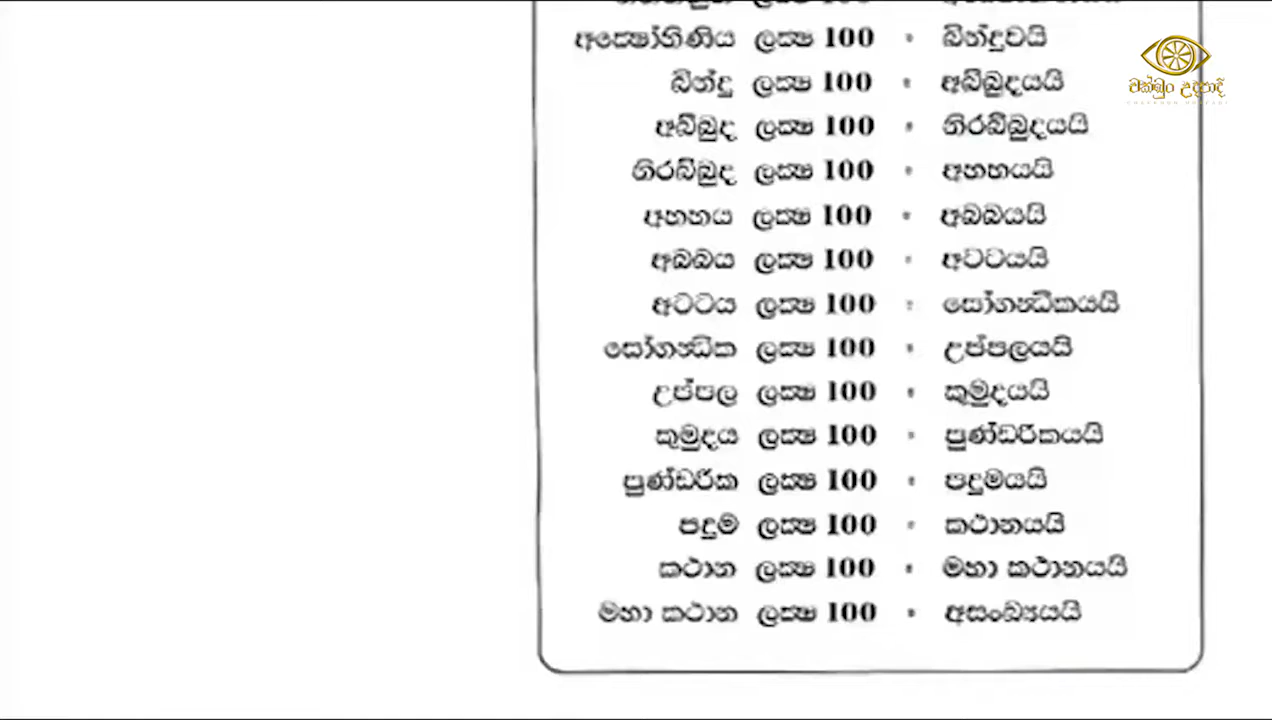 අක්‍ෂෝහිණිය ලක්‍ෂ 100 • බින්දුවයි
බින්දු ලක්‍ෂ 100 • අබ්බුදයයි
අබ්බුද ලක්‍ෂ 100 • නිරබ්බුදයයි
නිරබ්බුද ලක්‍ෂ 100 • අහහයයි
අහහය ලක්‍ෂ 100 • අබබයයි
අබබය ලක්‍ෂ 100 • අටටයයි
අටටය ලක්‍ෂ 100 • සෝගන්‍ධිකයයි
සෝගන්‍ධික ලක්‍ෂ 100 • උප්පලයයි
උප්පල ලක්‍ෂ 100 • කුමුදයයි
කුමුදය ලක්‍ෂ 100 • පුණ්ඩරිකයයි
පුණ්ඩරීක ලක්‍ෂ 100 • පදුමයයි
පදුම ලක්‍ෂ 100 • කථානයයි
කථාන ලක්‍ෂ 100 • මහා කථානයයි
මහා කථාන ලක්‍ෂ 100 • අසංඛ්‍යයයි
චක්ඛුං උදපාදි